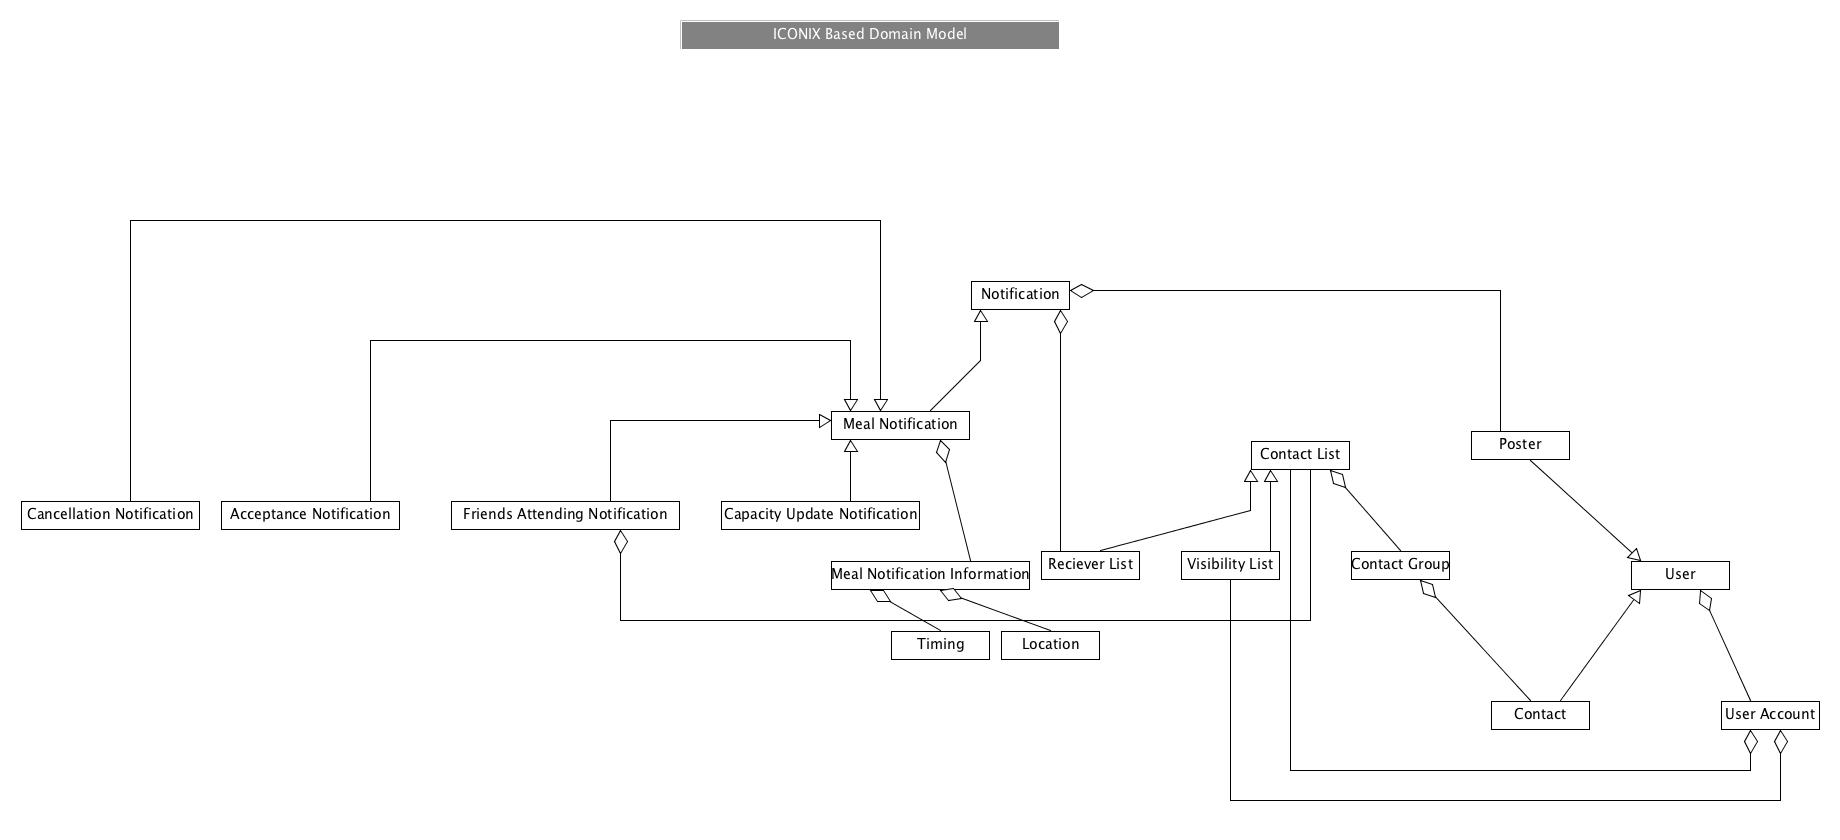 ICONIX Based Domain Model
Notification
Meal Notification
Poster
Contact List
Cancellation Notification
Acceptance Notification
Friends Attending Notification
Capacity Update Notification
Meal Notification Information
Reciever List
Visibility List
Contact Group
User
Timing
Location
Contact
User Account